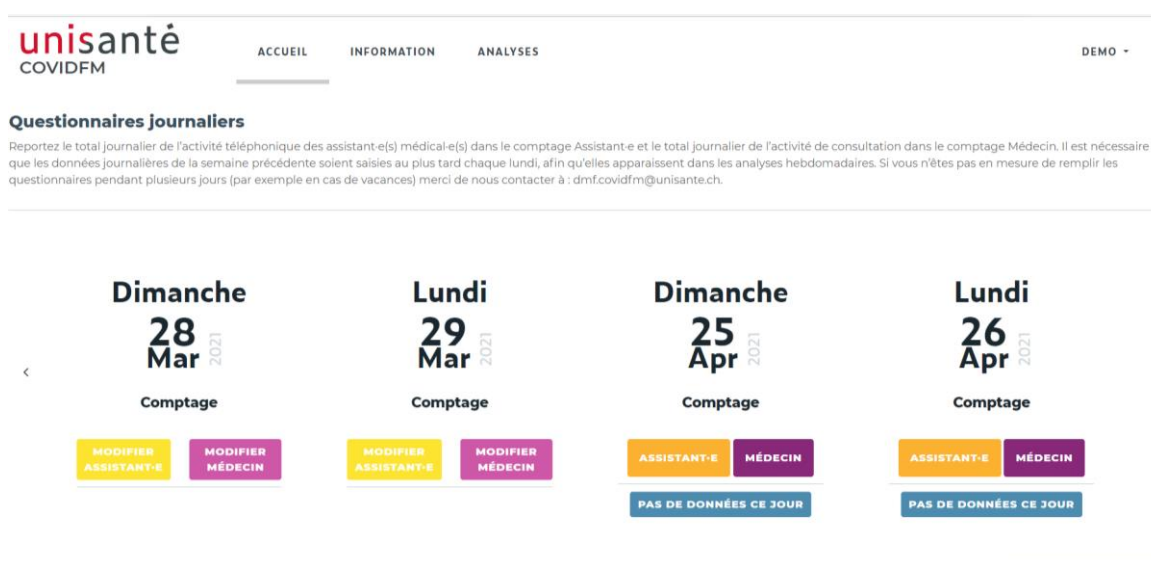 unisanté
COVIDFM
ACCUEIL INFORMATION ANALYSES DEMO
Questionnaires journaliers
Reportez le total journalier de l'activité téléphonique des assistant·e(s) médical·e(s) dans le comptage Assistant·e et le total journalier de l'activité de consultation dans le comptage Médecin. Il est nécessaire
que les données journalières de la semaine précédente soient saisies au plus tard chaque lundi, afin qu'elles apparaissent dans les analyses hebdomadaires. Si vous n'êtes pas en mesure de remplir les
questionnaires pendant plusieurs jours (par exemple en cas de vacances) merci de nous contacter à : dmf.covidfm@unisante.ch.
Dimanche Lundi Dimanche Lundi
28 29 25 26
Mar 2021 Mar 2021 Apr 2021 Apr 2021
Comptage Comptage Comptage Comptage
MODIFIER MODIFIER MODIFIER MODIFIER
ASSISTANT·E MÉDECIN ASSISTANT·E MÉDECIN ASSISTANT·E MÉDECIN ASSISTANT·E MÉDECIN
PAS DE DONNÉES CE JOUR PAS DE DONNÉES CE JOUR